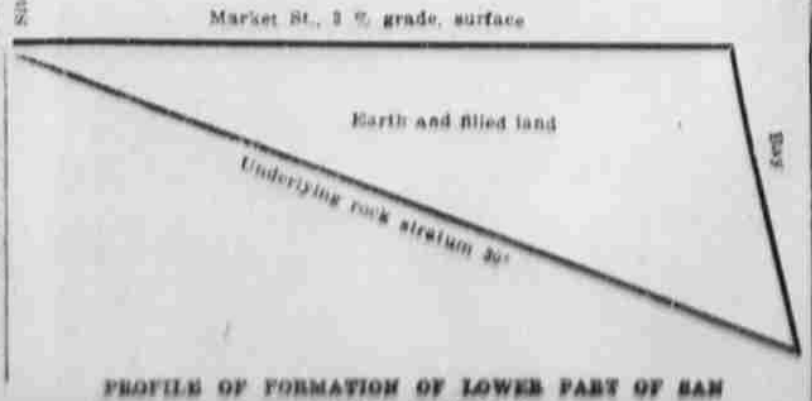 Market St., 3 % grade, surface
Earth and filled land
Bay
Underlying rock stratum 30°
PROFILE OF FORMATION OF LOWER PART OF SAN